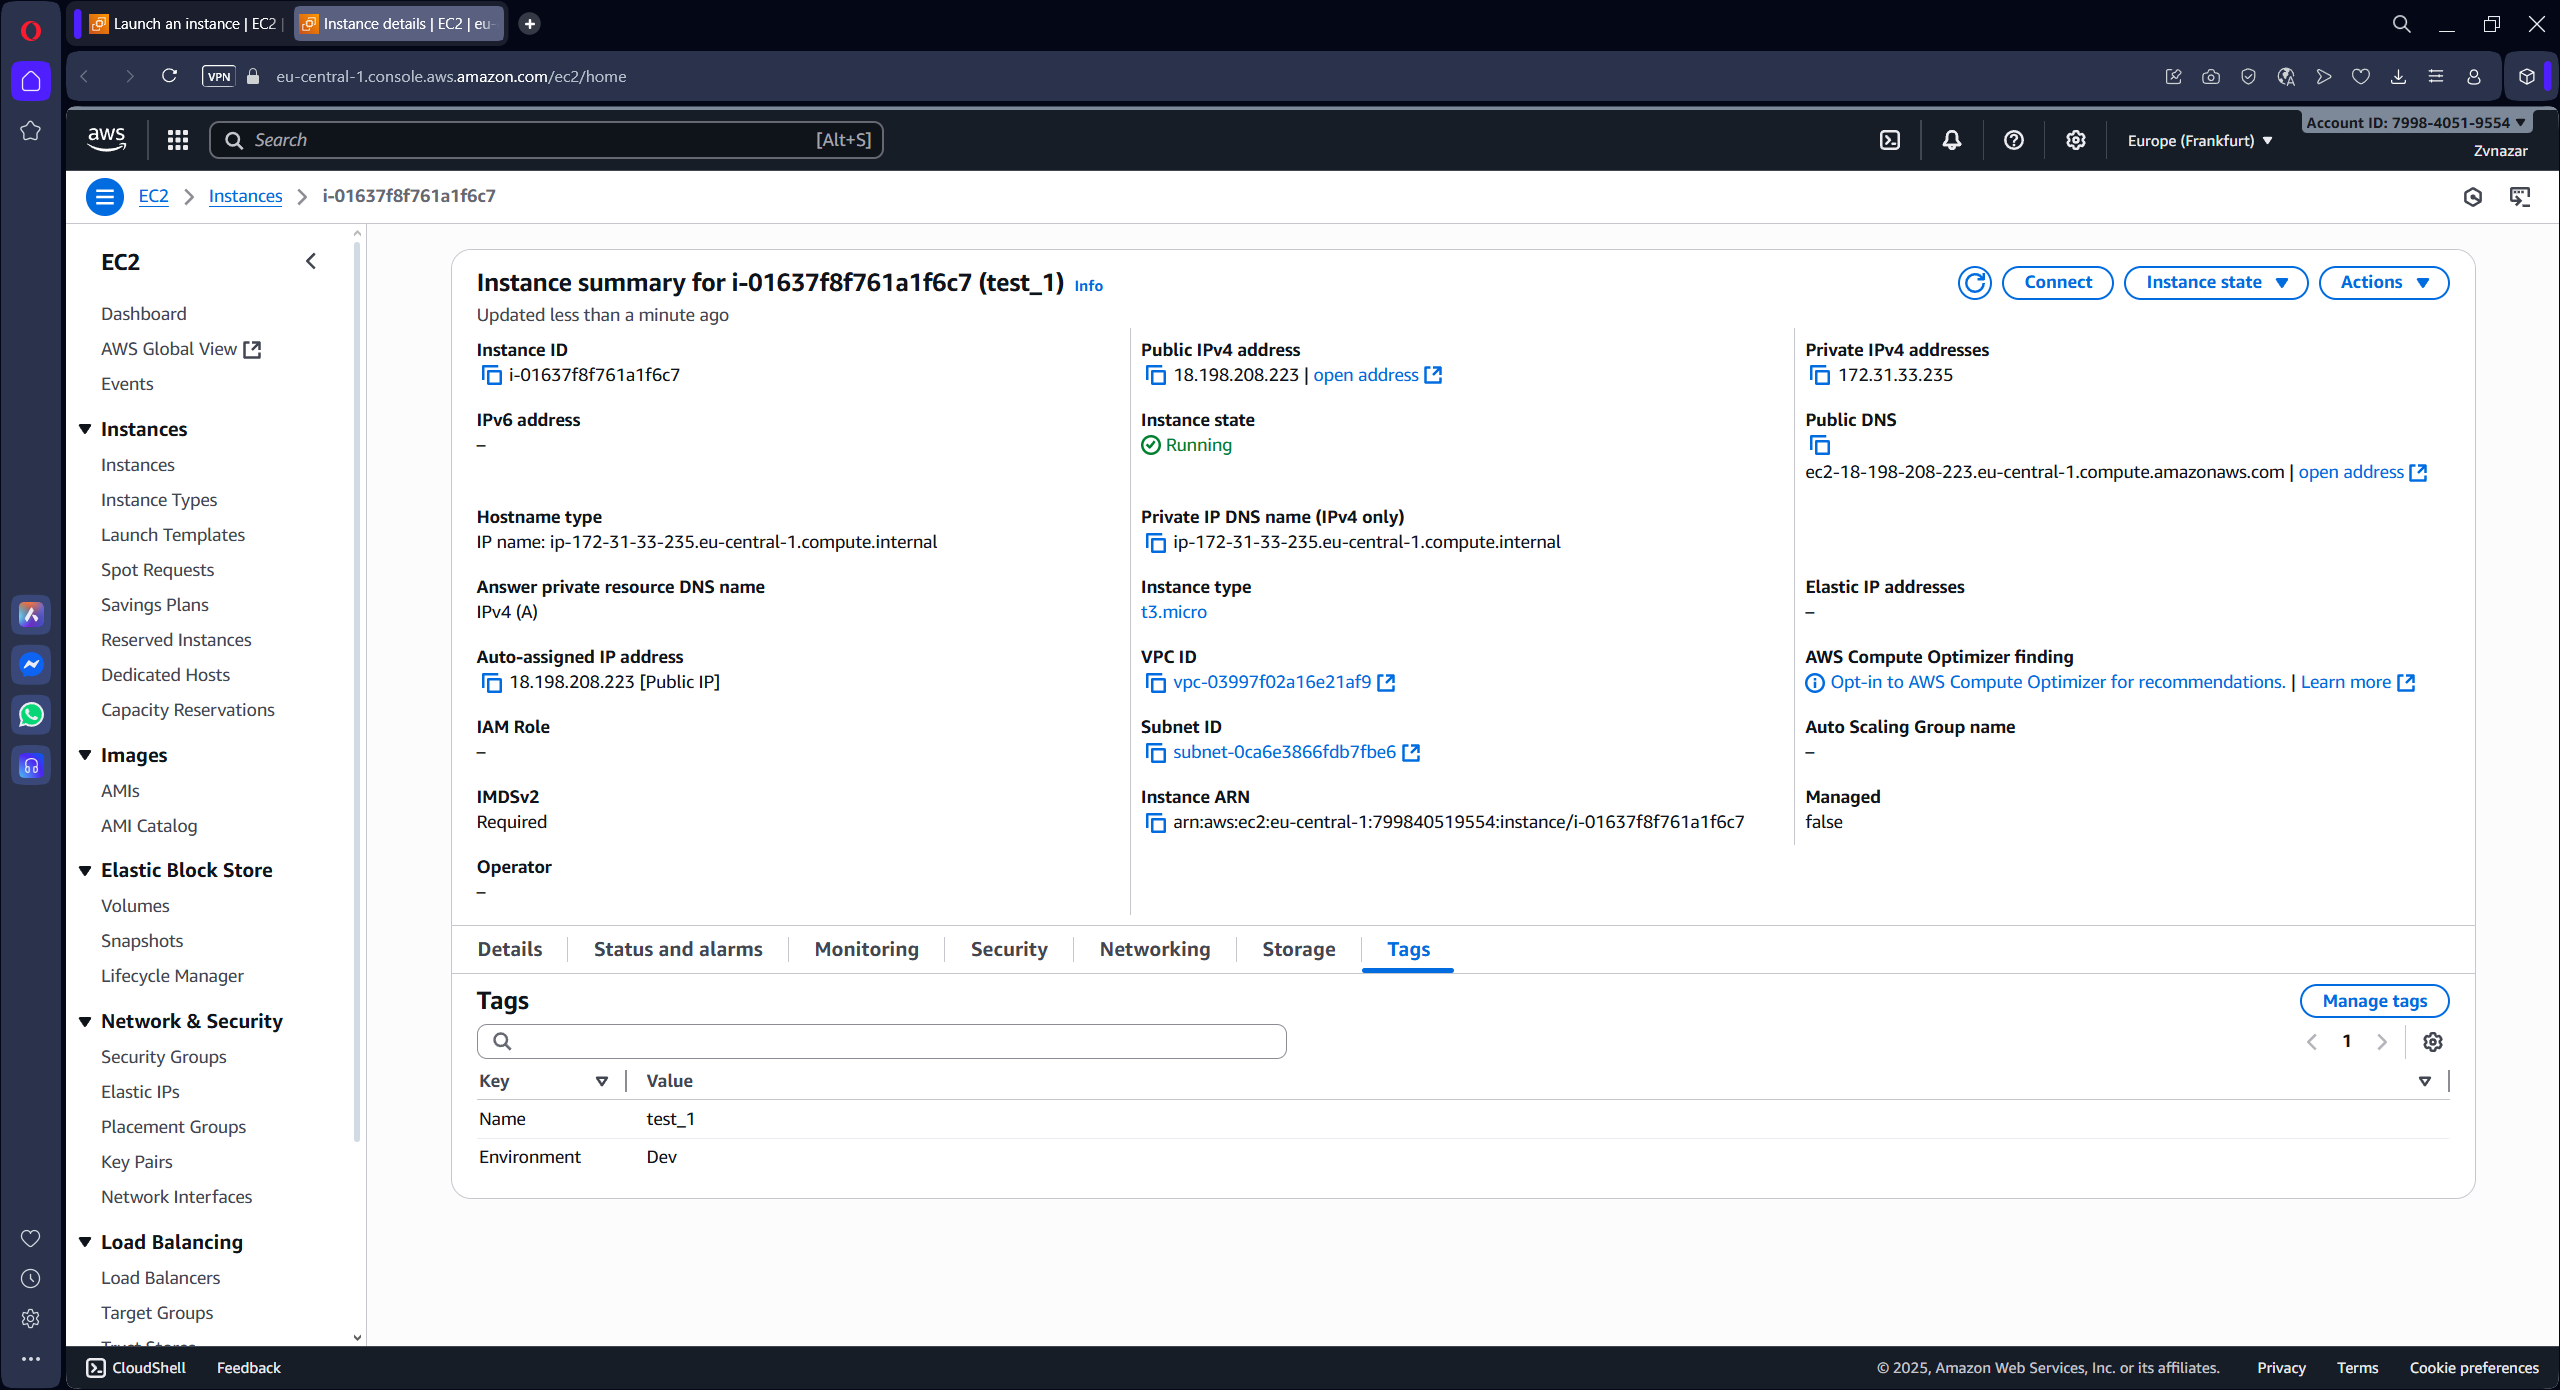 Launch an instance | EC2 |
Instance details | EC2 | eu-
VPN
eu-central-1.console.aws.amazon.com/ec2/home
aws
Search
[Alt+S]
Europe (Frankfurt)
Account ID: 7998-4051-9554
Zvnazar
EC2
Instances
i-01637f8f761a1f6c7
EC2
Dashboard
AWS Global View
Events
Instances
Instances
Instance Types
Launch Templates
Spot Requests
Savings Plans
Reserved Instances
Dedicated Hosts
Capacity Reservations
Images
AMIs
AMI Catalog
Elastic Block Store
Volumes
Snapshots
Lifecycle Manager
Network & Security
Security Groups
Elastic IPs
Placement Groups
Key Pairs
Network Interfaces
Load Balancing
Load Balancers
Target Groups
Instance summary for i-01637f8f761a1f6c7 (test_1) Info
Updated less than a minute ago
Connect
Instance state
Actions
Instance ID
i-01637f8f761a1f6c7
Public IPv4 address
18.198.208.223 | open address
Private IPv4 addresses
172.31.33.235
IPv6 address
–
Instance state
Running
Public DNS
ec2-18-198-208-223.eu-central-1.compute.amazonaws.com | open address
Hostname type
IP name: ip-172-31-33-235.eu-central-1.compute.internal
Private IP DNS name (IPv4 only)
ip-172-31-33-235.eu-central-1.compute.internal
Answer private resource DNS name
IPv4 (A)
Instance type
t3.micro
Elastic IP addresses
–
Auto-assigned IP address
18.198.208.223 [Public IP]
VPC ID
vpc-03997f02a16e21af9
AWS Compute Optimizer finding
Opt-in to AWS Compute Optimizer for recommendations. | Learn more
IAM Role
–
Subnet ID
subnet-0ca6e3866fdb7fbe6
Auto Scaling Group name
–
IMDSv2
Required
Instance ARN
arn:aws:ec2:eu-central-1:799840519554:instance/i-01637f8f761a1f6c7
Managed
false
Operator
–
Details
Status and alarms
Monitoring
Security
Networking
Storage
Tags
Tags
Manage tags
1
Key
Value
Name
test_1
Environment
Dev
CloudShell
Feedback
© 2025, Amazon Web Services, Inc. or its affiliates.
Privacy
Terms
Cookie preferences